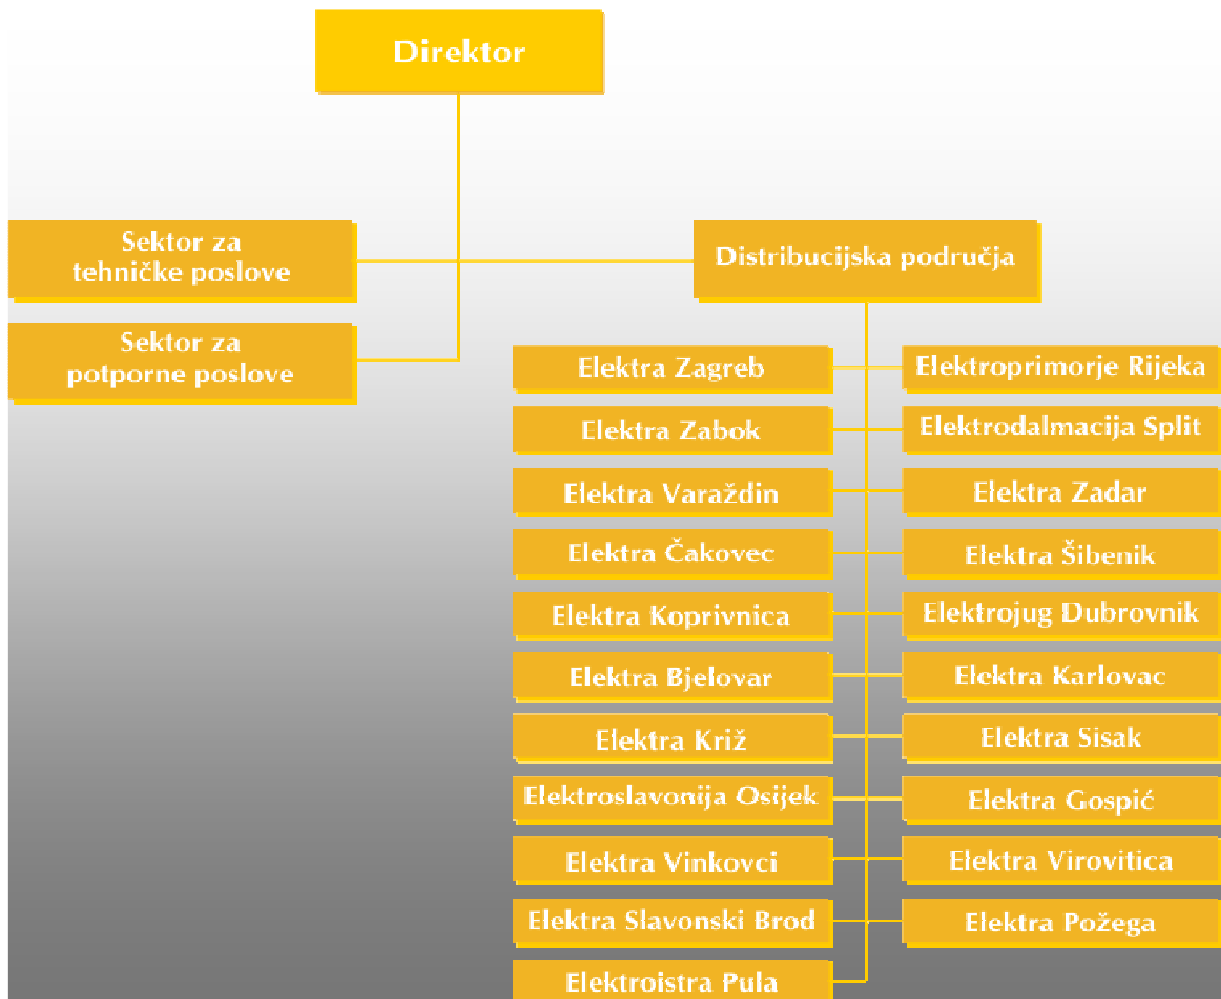 Direktor
Sektor za
tehničke poslove
Distribucijska područja
Sektor za
potporne poslove
Elektra Zagreb
Elektroprimorje Rijeka
Elektra Zabok
Elektrodalmacija Split
Elektra Varaždin
Elektra Zadar
Elektra Čakovec
Elektra Šibenik
Elektra Koprivnica
Elektrojug Dubrovnik
Elektra Bjelovar
Elektra Karlovac
Elektra Križ
Elektra Sisak
Elektroslavonija Osijek
Elektra Gospić
Elektra Vinkovci
Elektra Virovitica
Elektra Slavonski Brod
Elektra Požega
Elektroistra Pula